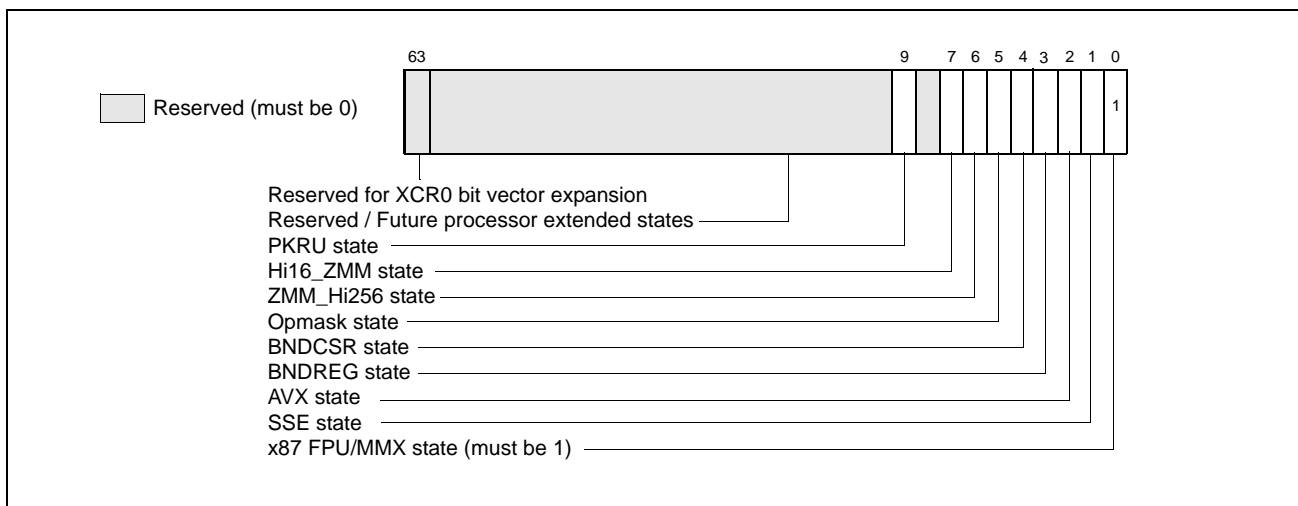 63 9 7 6 5 4 3 2 1 0
Reserved (must be 0)
1
Reserved for XCR0 bit vector expansion
Reserved / Future processor extended states
PKRU state
Hi16_ZMM state
ZMM_Hi256 state
Opmask state
BNDCSR state
BNDREG state
AVX state
SSE state
x87 FPU/MMX state (must be 1)